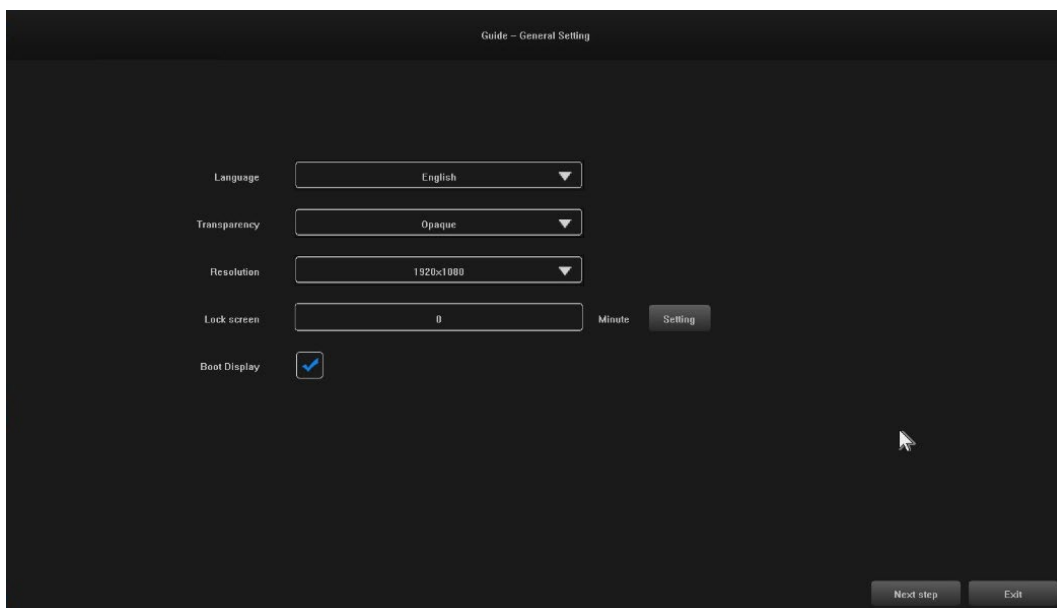 Guide – General Setting
Language English
Transparency Opaque
Resolution 1920x1080
Lock screen 0 Minute Setting
Boot Display
Next step Exit